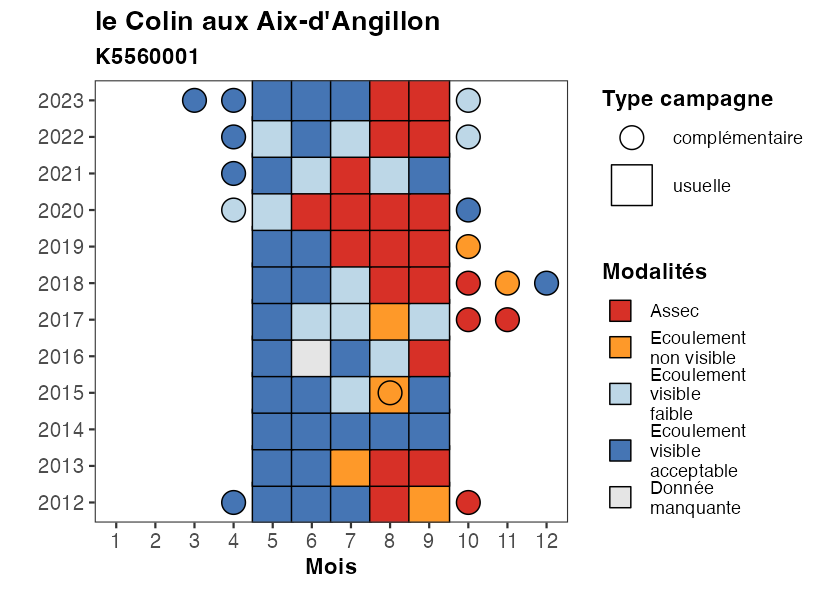 le Colin aux Aix-d'Angillon
K5560001
2023
2022
2021
2020
2019
2018
2017
2016
2015
2014
2013
2012
1 2 3 4 5 6 7 8 9 10 11 12
Mois
Type campagne
complémentaire
usuelle
Modalités
Assec
Ecoulement
non visible
Ecoulement
visible
faible
Ecoulement
visible
acceptable
Donnée
manquante